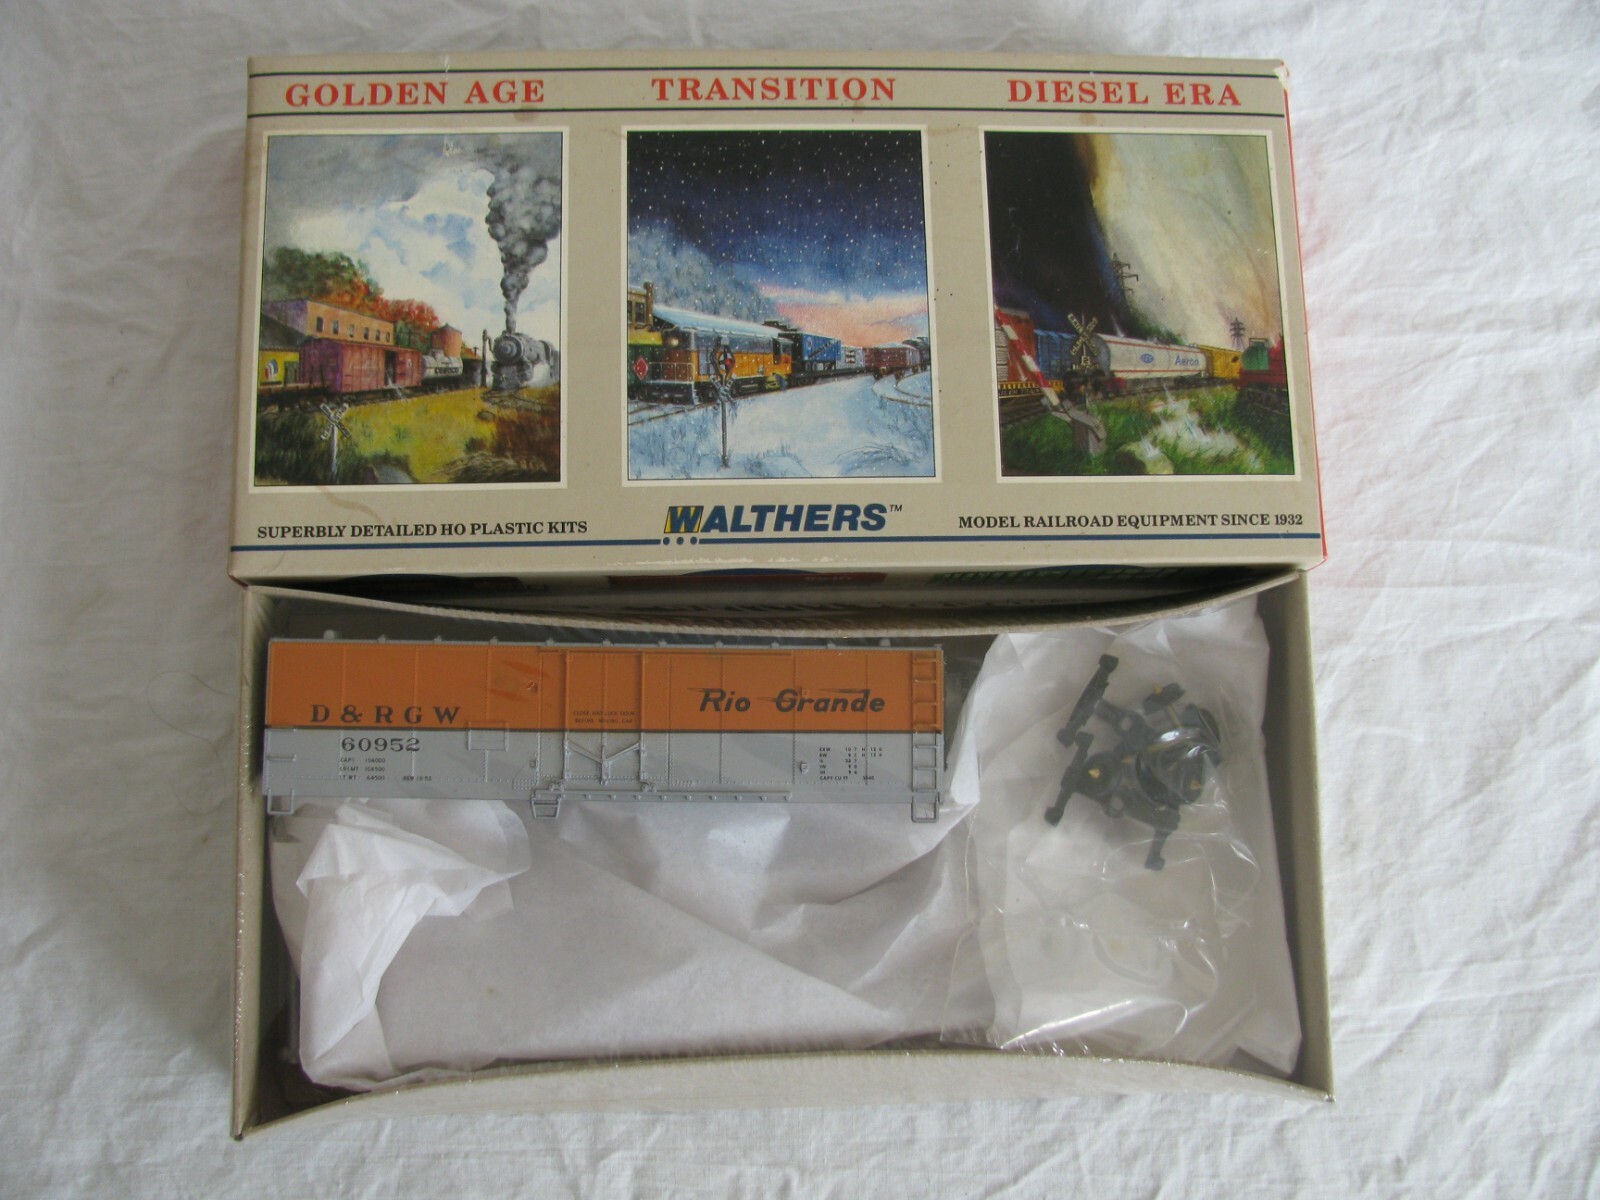 GOLDEN AGE
TRANSITION
DIESEL ERA
SUPERBLY DETAILED HO PLASTIC KITS
WALTHERS™
MODEL RAILROAD EQUIPMENT SINCE 1932
D & R G W
60952
Rio Grande
CAPY